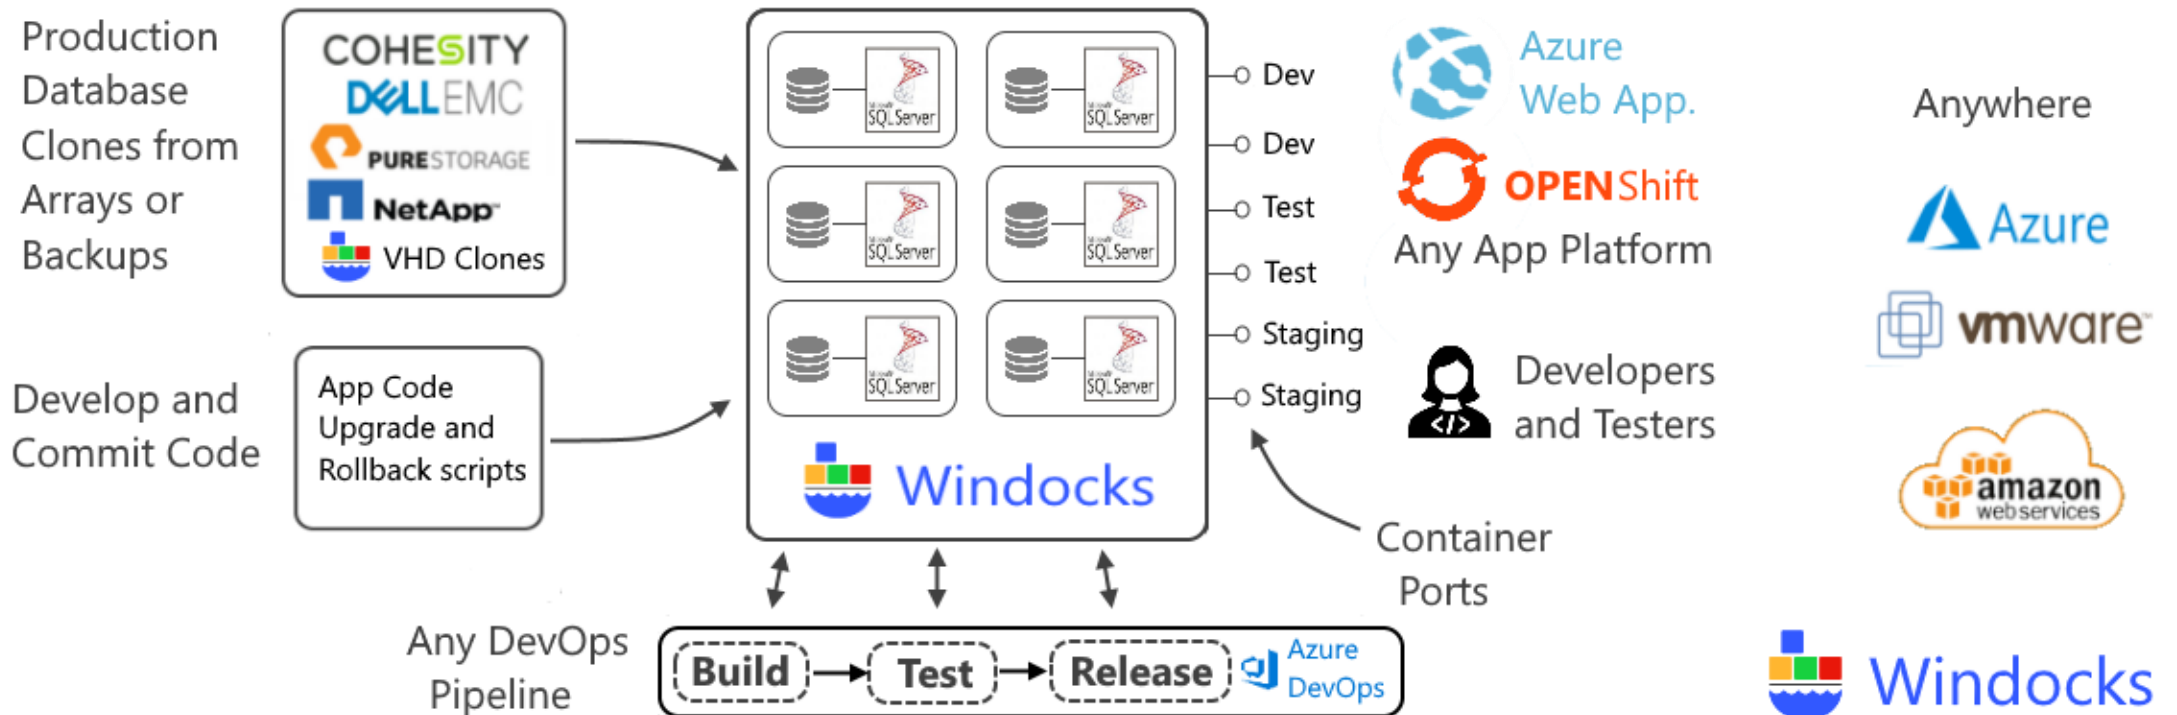 Production
Database
Clones from
Arrays or
Backups
COHESITY
DELLEMC
PURESTORAGE
NetApp™
VHD Clones
Develop and
Commit Code
App Code
Upgrade and
Rollback scripts
SQL Server
SQL Server
SQL Server
SQL Server
SQL Server
SQL Server
Windocks
Dev
Dev
Test
Test
Staging
Staging
Azure
Web App.
OPENSHIFT
Any App Platform
Developers
and Testers
Container
Ports
Anywhere
Azure
vmware™
amazon
webservices
Any DevOps
Pipeline
Build
Test
Release
Azure
DevOps
Windocks